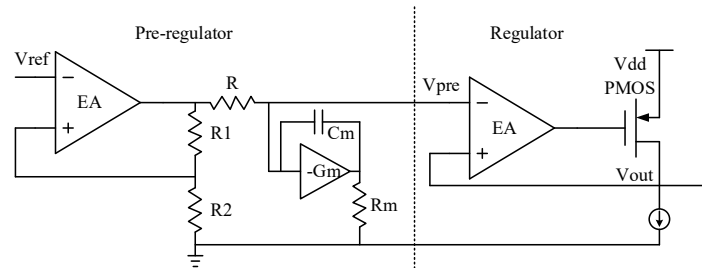 Pre-regulator
Regulator
Vref
−
EA
+
R
R1
R2
Cm
-Gm
Rm
Vpre
−
EA
+
Vdd
PMOS
Vout